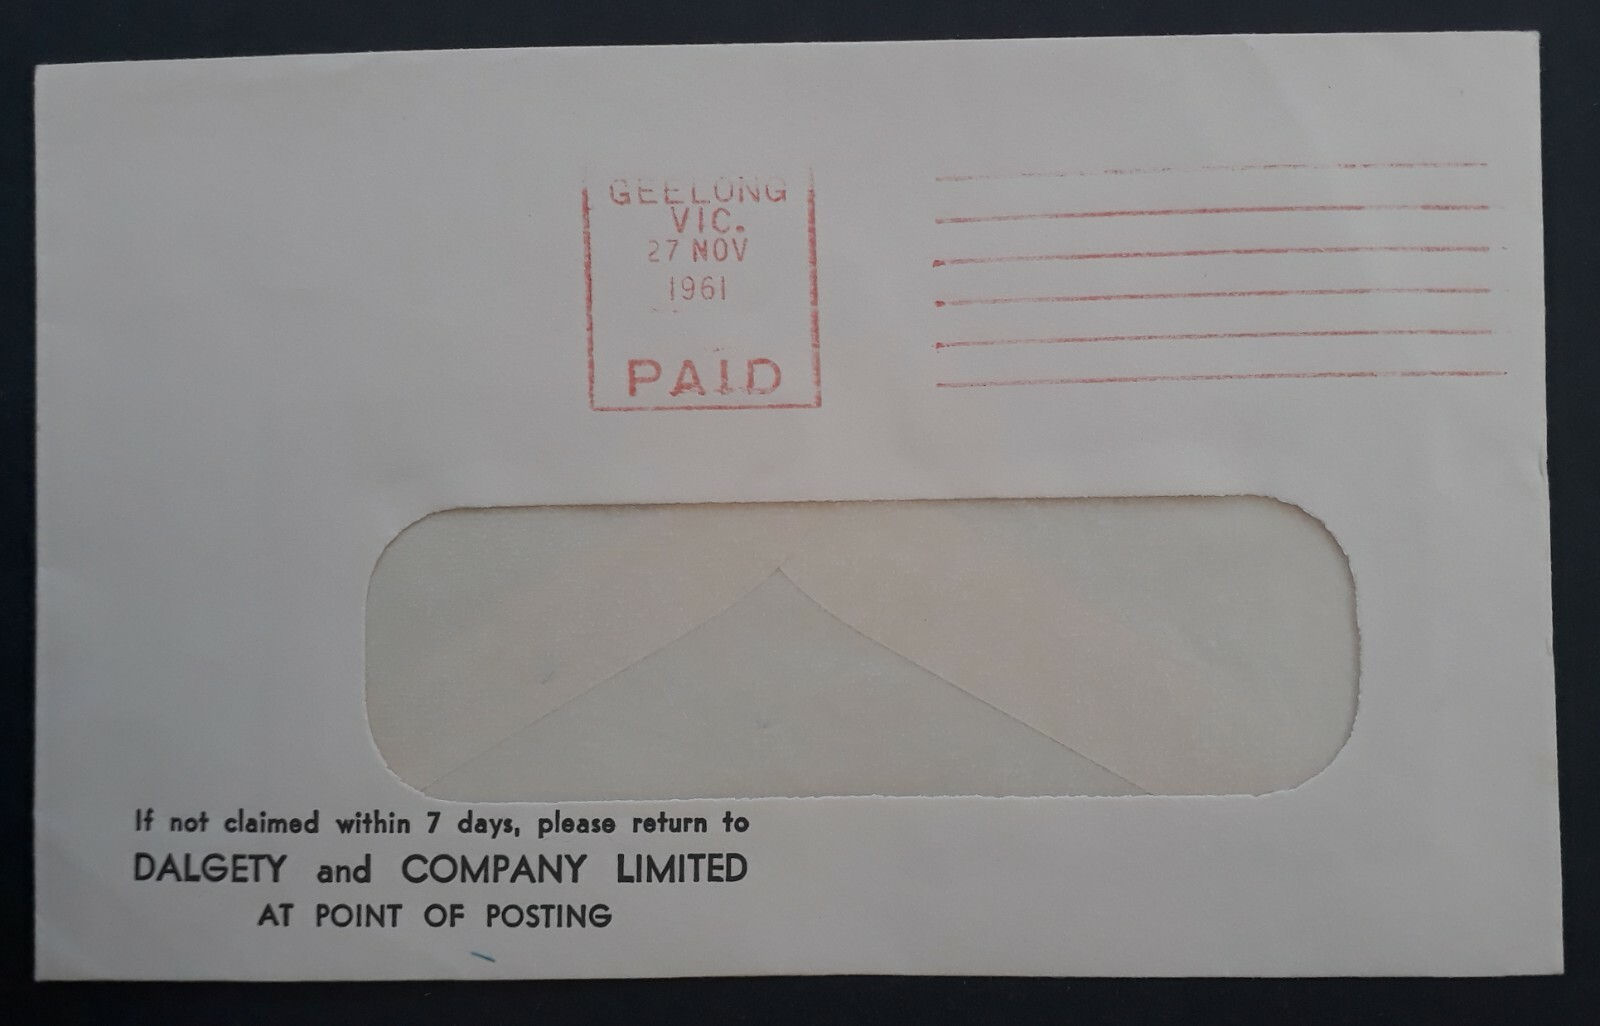 GEELONG
VIC.
27 NOV
1961
PAID
If not claimed within 7 days, please return to
DALGETY and COMPANY LIMITED
AT POINT OF POSTING